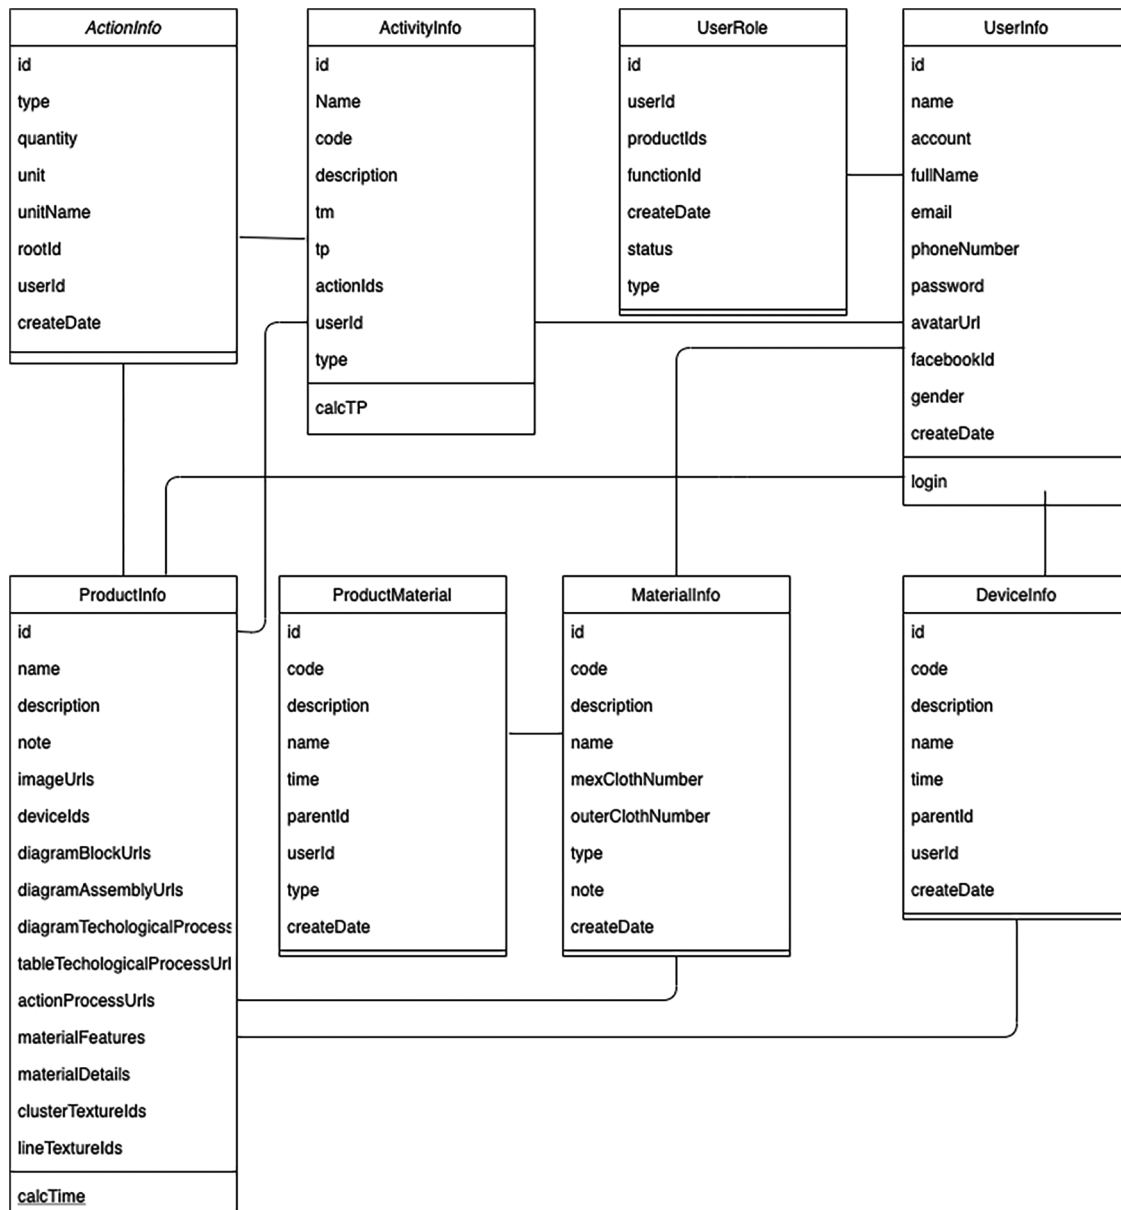 ActionInfo
id
type
quantity
unit
unitName
rootId
userId
createDate
ActivityInfo
id
Name
code
description
tm
tp
actionIds
userId
type
calcTP
UserRole
id
userId
productIds
functionId
createDate
status
type
UserInfo
id
name
account
fullName
email
phoneNumber
password
avatarUrl
facebookId
gender
createDate
login
ProductInfo
id
name
description
note
imageUrls
deviceIds
diagramBlockUrls
diagramAssemblyUrls
diagramTechologicalProcess
tableTechologicalProcessUrl
actionProcessUrls
materialFeatures
materialDetails
clusterTextureIds
lineTextureIds
calcTime
ProductMaterial
id
code
description
name
time
parentId
userId
type
createDate
MaterialInfo
id
code
description
name
mexClothNumber
outerClothNumber
type
note
createDate
DeviceInfo
id
code
description
name
time
parentId
userId
createDate